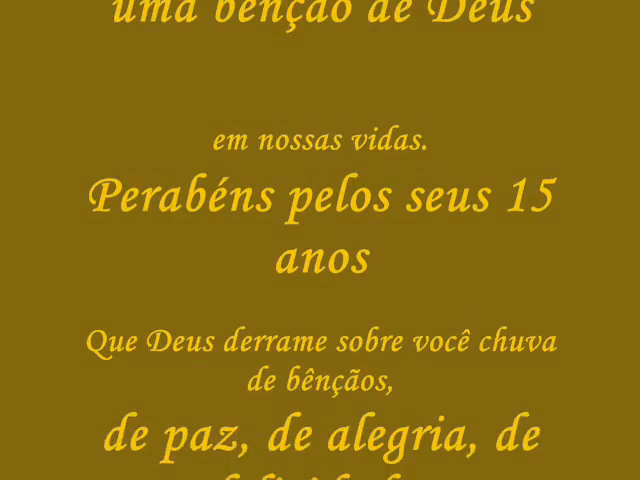 uma benção de Deus
em nossas vidas.
Perabéns pelos seus 15
anos
Que Deus derrame sobre você chuva
de bênçãos,
de paz, de alegria, de